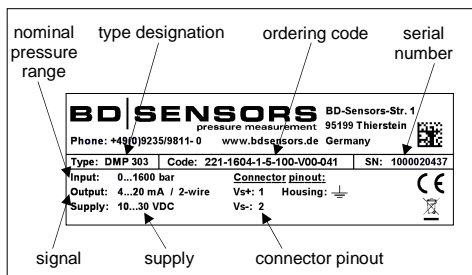 nominal pressure range
type designation
ordering code
serial number
BD SENSORS
pressure measurement
BD-Sensors-Str. 1
95199 Thierstein
Phone: +49(0)9235/9811- 0 www.bdsensors.de Germany
Type: DMP 303 Code: 221-1604-1-5-100-V00-041 SN: 1000020437
Input: 0...1600 bar Connector pinout:
Output: 4...20 mA / 2-wire Vs+: 1 Housing:
Supply: 10...30 VDC Vs-: 2
CE
signal
supply
connector pinout